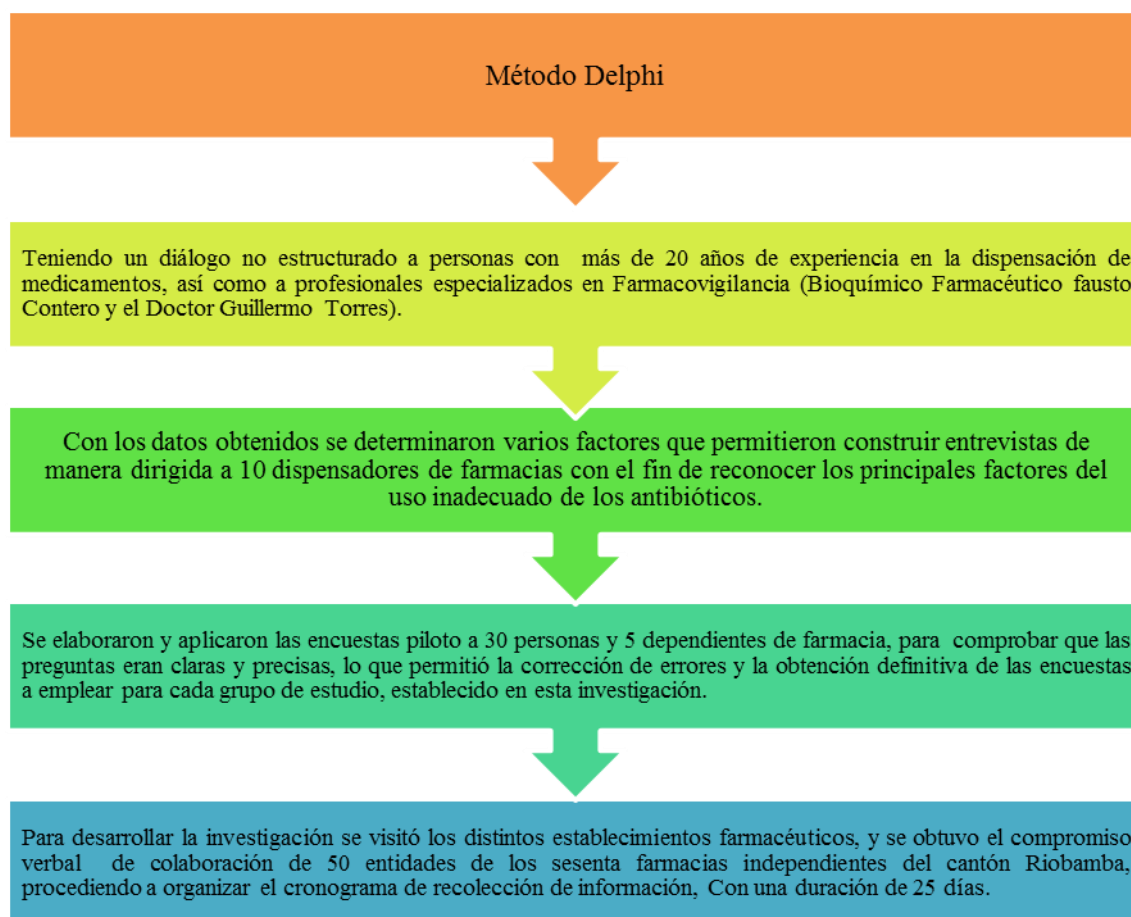 Método Delphi
Teniendo un diálogo no estructurado a personas con más de 20 años de experiencia en la dispensación de
medicamentos, así como a profesionales especializados en Farmacovigilancia (Bioquímico Farmacéutico fausto
Contero y el Doctor Guillermo Torres).
Con los datos obtenidos se determinaron varios factores que permitieron construir entrevistas de
manera dirigida a 10 dispensadores de farmacias con el fin de reconocer los principales factores del
uso inadecuado de los antibióticos.
Se elaboraron y aplicaron las encuestas piloto a 30 personas y 5 dependientes de farmacia, para comprobar que las
preguntas eran claras y precisas, lo que permitió la corrección de errores y la obtención definitiva de las encuestas
a emplear para cada grupo de estudio, establecido en esta investigación.
Para desarrollar la investigación se visitó los distintos establecimientos farmacéuticos, y se obtuvo el compromiso
verbal de colaboración de 50 entidades de los sesenta farmacias independientes del cantón Riobamba,
procediendo a organizar el cronograma de recolección de información, Con una duración de 25 días.